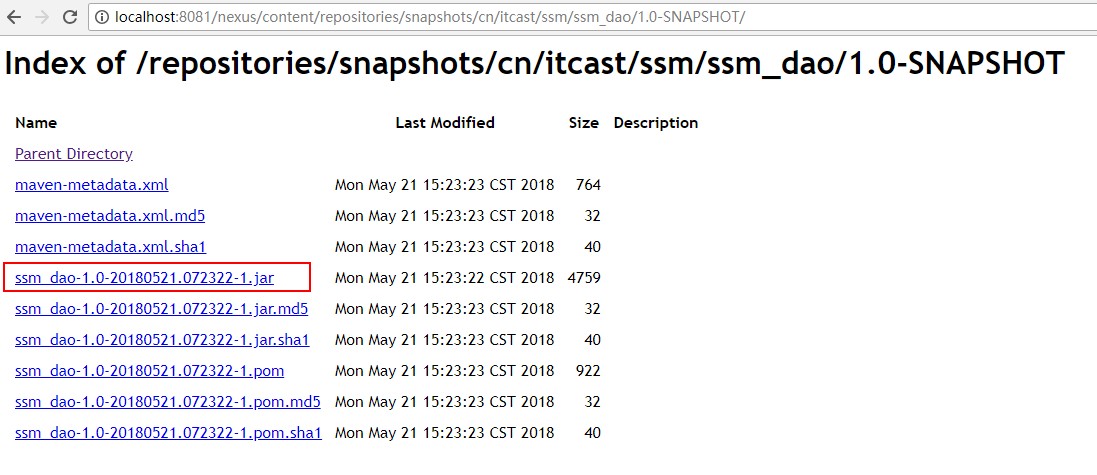 localhost:8081/nexus/content/repositories/snapshots/cn/itcast/ssm/ssm_dao/1.0-SNAPSHOT/
Index of /repositories/snapshots/cn/itcast/ssm/ssm_dao/1.0-SNAPSHOT
Name Last Modified Size Description
Parent Directory
maven-metadata.xml Mon May 21 15:23:23 CST 2018 764
maven-metadata.xml.md5 Mon May 21 15:23:23 CST 2018 32
maven-metadata.xml.sha1 Mon May 21 15:23:23 CST 2018 40
ssm_dao-1.0-20180521.072322-1.jar Mon May 21 15:23:22 CST 2018 4759
ssm_dao-1.0-20180521.072322-1.jar.md5 Mon May 21 15:23:23 CST 2018 32
ssm_dao-1.0-20180521.072322-1.jar.sha1 Mon May 21 15:23:23 CST 2018 40
ssm_dao-1.0-20180521.072322-1.pom Mon May 21 15:23:23 CST 2018 922
ssm_dao-1.0-20180521.072322-1.pom.md5 Mon May 21 15:23:23 CST 2018 32
ssm_dao-1.0-20180521.072322-1.pom.sha1 Mon May 21 15:23:23 CST 2018 40